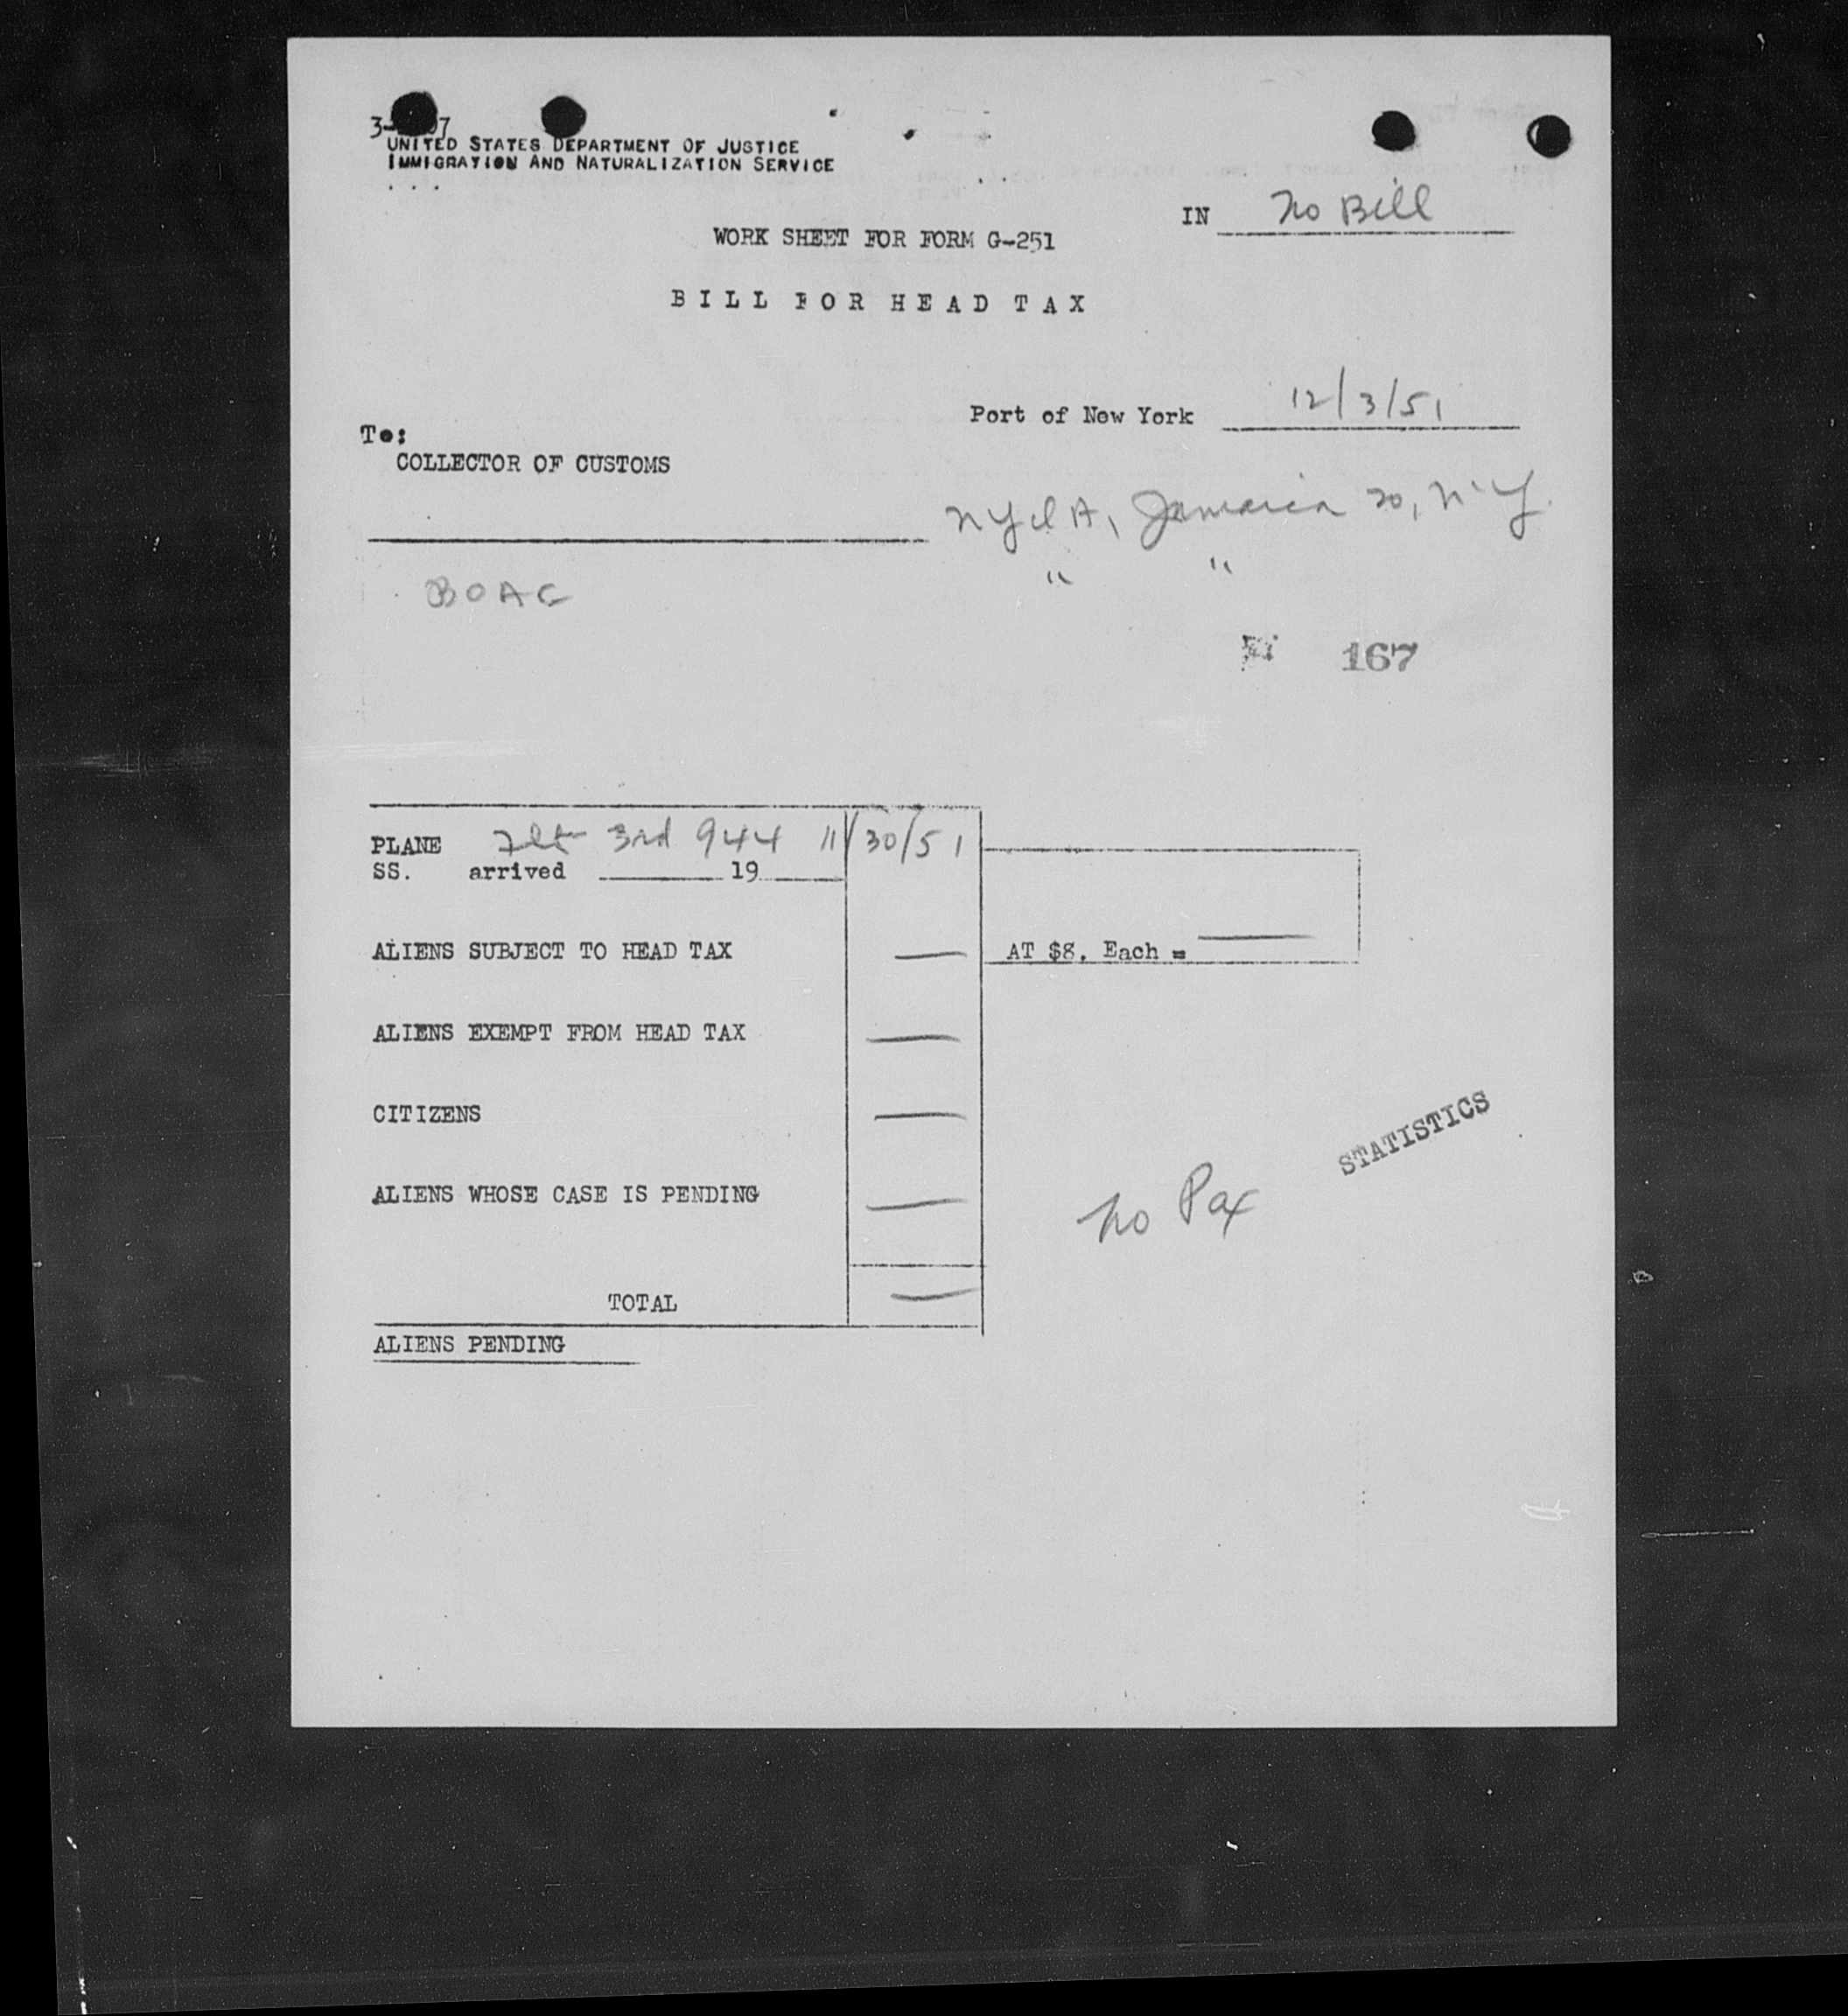 UNITED STATES DEPARTMENT OF JUSTICE
IMMIGRATION AND NATURALIZATION SERVICE
. . .
IN No Bill
WORK SHEET FOR FORM G-251
BILL FOR HEAD TAX
Port of New York 12/3/51
To:
COLLECTOR OF CUSTOMS
NYIA, Jamaica 20, N.Y.
" "
BOAC
167
PLANE Flt 3rd 944 11/30/51
SS. arrived 19
ALIENS SUBJECT TO HEAD TAX — AT $8. Each = —
ALIENS EXEMPT FROM HEAD TAX —
CITIZENS —
STATISTICS
ALIENS WHOSE CASE IS PENDING —
No Pax
TOTAL —
ALIENS PENDING